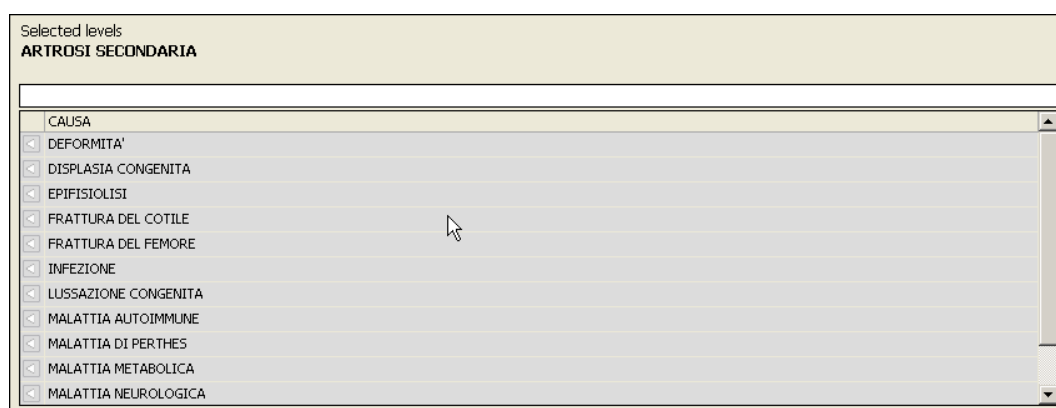 Selected levels
ARTROSI SECONDARIA
CAUSA
DEFORMITA'
DISPLASIA CONGENITA
EPIFISIOLISI
FRATTURA DEL COTILE
FRATTURA DEL FEMORE
INFEZIONE
LUSSAZIONE CONGENITA
MALATTIA AUTOIMMUNE
MALATTIA DI PERTHES
MALATTIA METABOLICA
MALATTIA NEUROLOGICA